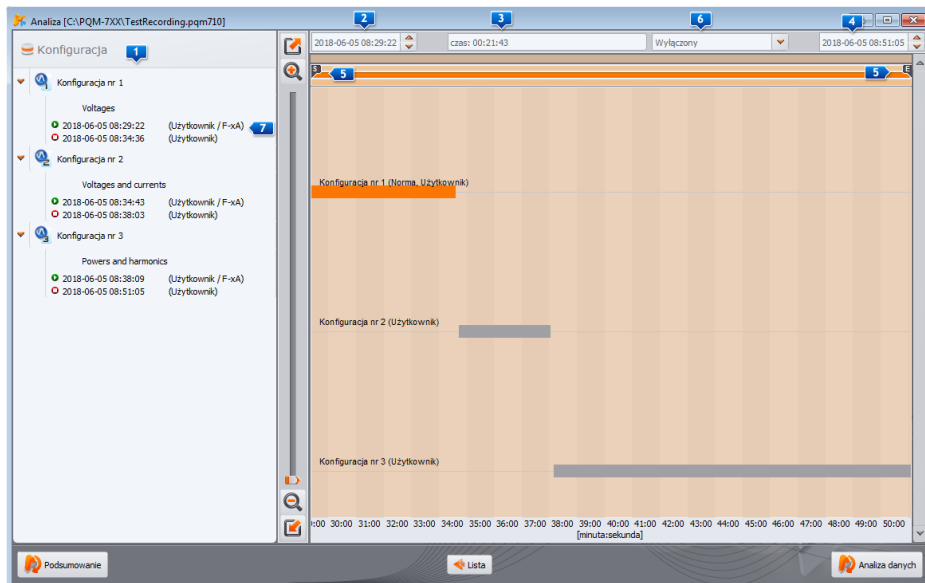 Analiza [C:\PQM-7XX\TestRecording.pqm710]
2 3 6 4
Konfiguracja 1
2018-06-05 08:29:22 czas: 00:21:43 Wyłączony 2018-06-05 08:51:05
S 5 5 E
Konfiguracja nr 1
Voltages
2018-06-05 08:29:22 (Użytkownik / F-xA) 7
2018-06-05 08:34:36 (Użytkownik)
2 Konfiguracja nr 2
Voltages and currents
2018-06-05 08:34:43 (Użytkownik / F-xA)
2018-06-05 08:38:03 (Użytkownik)
3 Konfiguracja nr 3
Powers and harmonics
2018-06-05 08:38:09 (Użytkownik / F-xA)
2018-06-05 08:51:05 (Użytkownik)
Konfiguracja nr 1 (Norma, Użytkownik)
Konfiguracja nr 2 (Użytkownik)
Konfiguracja nr 3 (Użytkownik)
:00 30:00 31:00 32:00 33:00 34:00 35:00 36:00 37:00 38:00 39:00 40:00 41:00 42:00 43:00 44:00 45:00 46:00 47:00 48:00 49:00 50:00
[minuta:sekunda]
Podsumowanie Lista Analiza danych